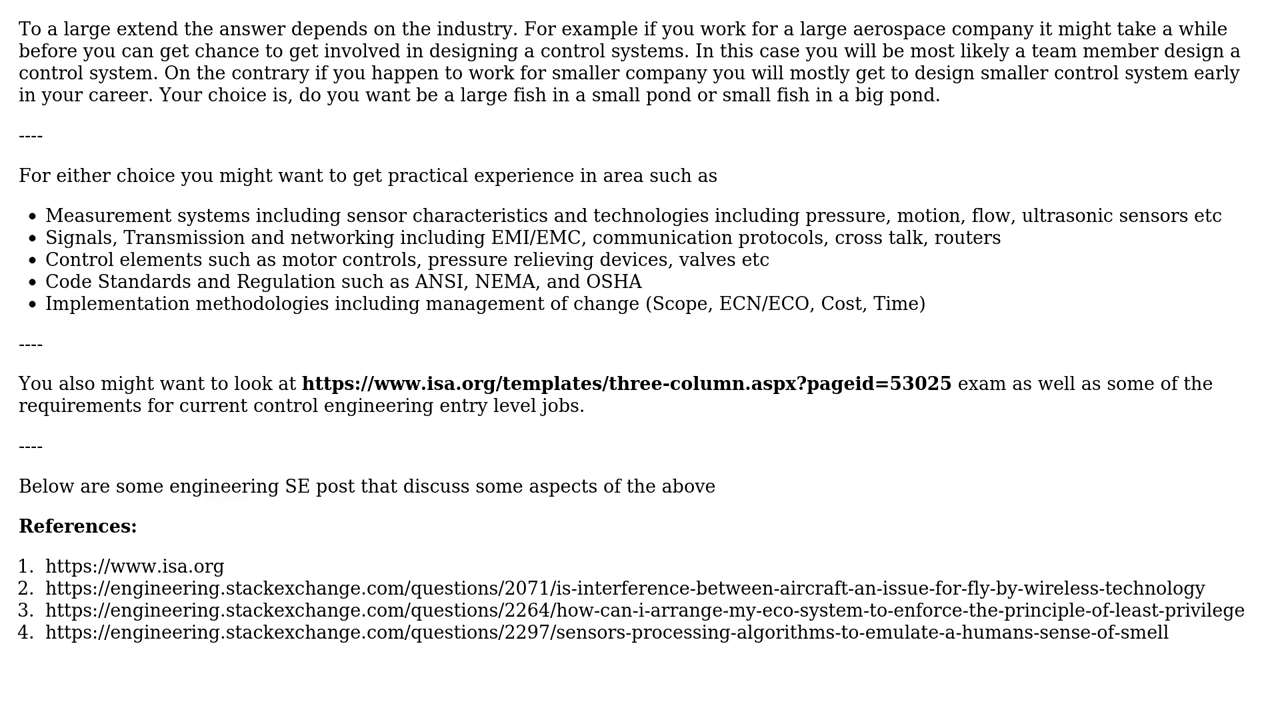 To a large extend the answer depends on the industry. For example if you work for a large aerospace company it might take a while
before you can get chance to get involved in designing a control systems. In this case you will be most likely a team member design a
control system. On the contrary if you happen to work for smaller company you will mostly get to design smaller control system early
in your career. Your choice is, do you want be a large fish in a small pond or small fish in a big pond.
----
For either choice you might want to get practical experience in area such as
• Measurement systems including sensor characteristics and technologies including pressure, motion, flow, ultrasonic sensors etc
• Signals, Transmission and networking including EMI/EMC, communication protocols, cross talk, routers
• Control elements such as motor controls, pressure relieving devices, valves etc
• Code Standards and Regulation such as ANSI, NEMA, and OSHA
• Implementation methodologies including management of change (Scope, ECN/ECO, Cost, Time)
----
You also might want to look at https://www.isa.org/templates/three-column.aspx?pageid=53025 exam as well as some of the
requirements for current control engineering entry level jobs.
----
Below are some engineering SE post that discuss some aspects of the above
References:
1. https://www.isa.org
2. https://engineering.stackexchange.com/questions/2071/is-interference-between-aircraft-an-issue-for-fly-by-wireless-technology
3. https://engineering.stackexchange.com/questions/2264/how-can-i-arrange-my-eco-system-to-enforce-the-principle-of-least-privilege
4. https://engineering.stackexchange.com/questions/2297/sensors-processing-algorithms-to-emulate-a-humans-sense-of-smell